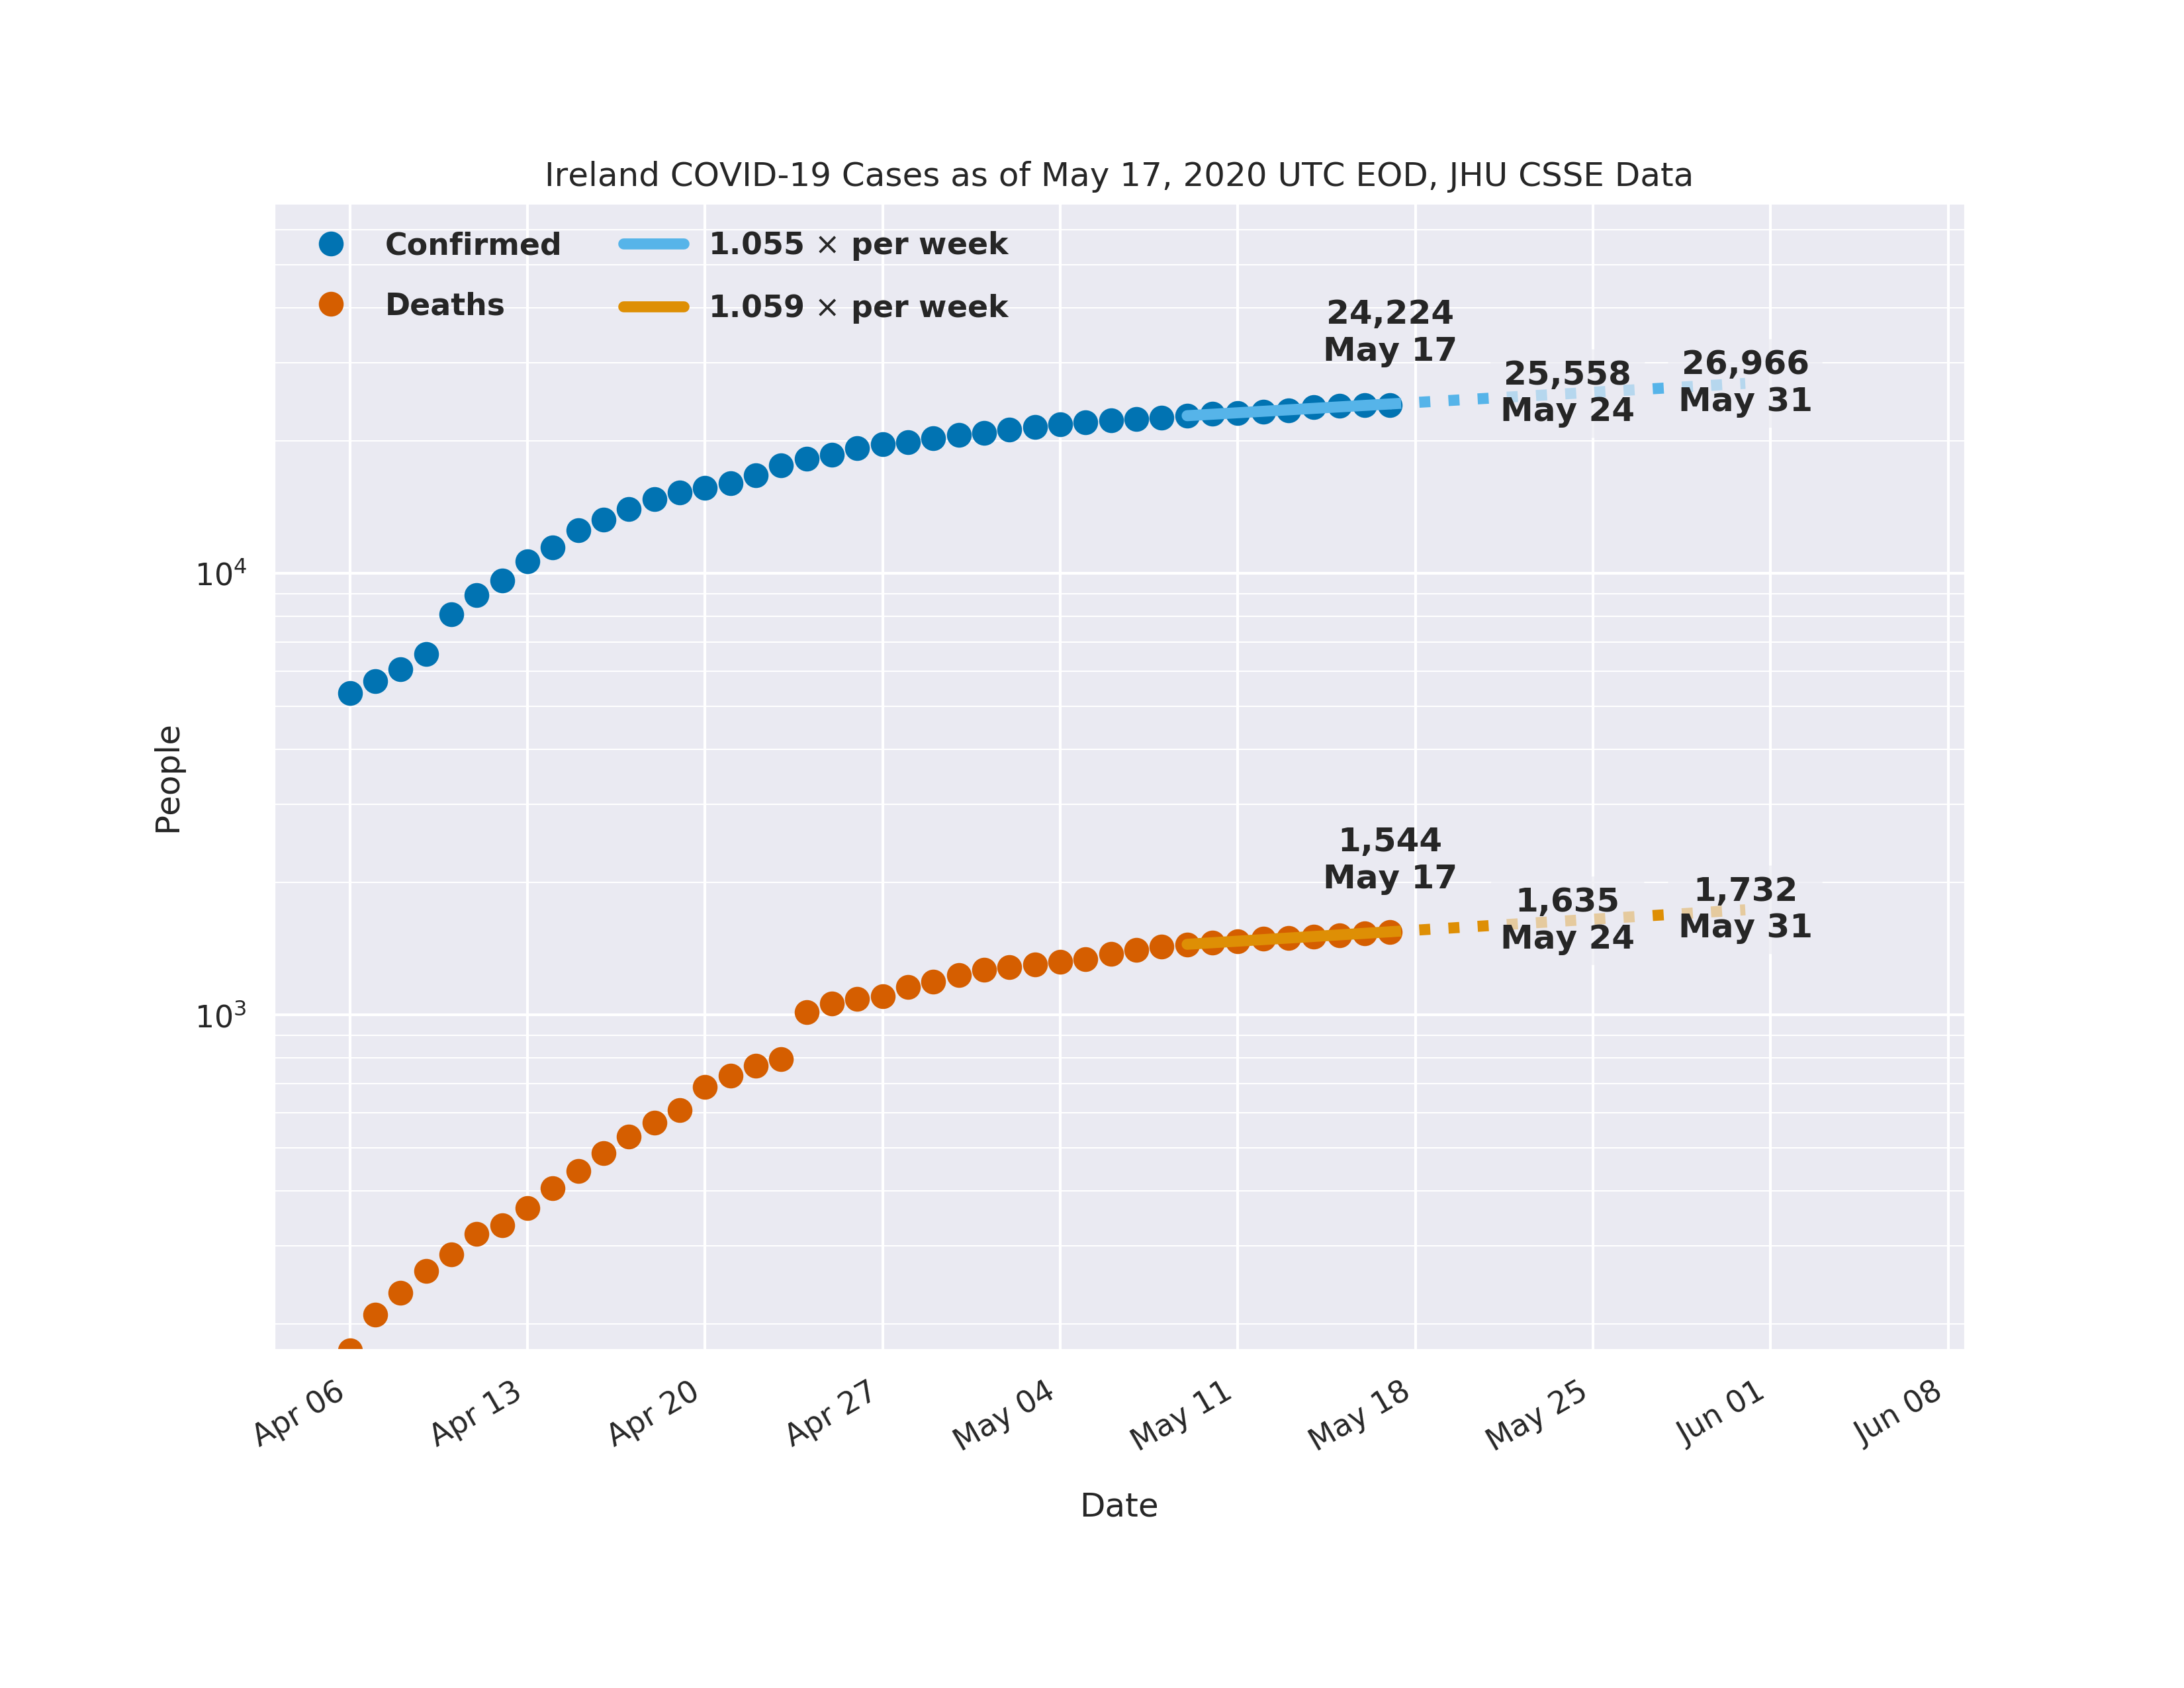 Ireland COVID-19 Cases as of May 17, 2020 UTC EOD, JHU CSSE Data
Confirmed
Deaths
1.055 × per week
1.059 × per week
24,224
May 17
25,558
May 24
26,966
May 31
1,544
May 17
1,635
May 24
1,732
May 31
10⁴
10³
People
Apr 06
Apr 13
Apr 20
Apr 27
May 04
May 11
May 18
May 25
Jun 01
Jun 08
Date